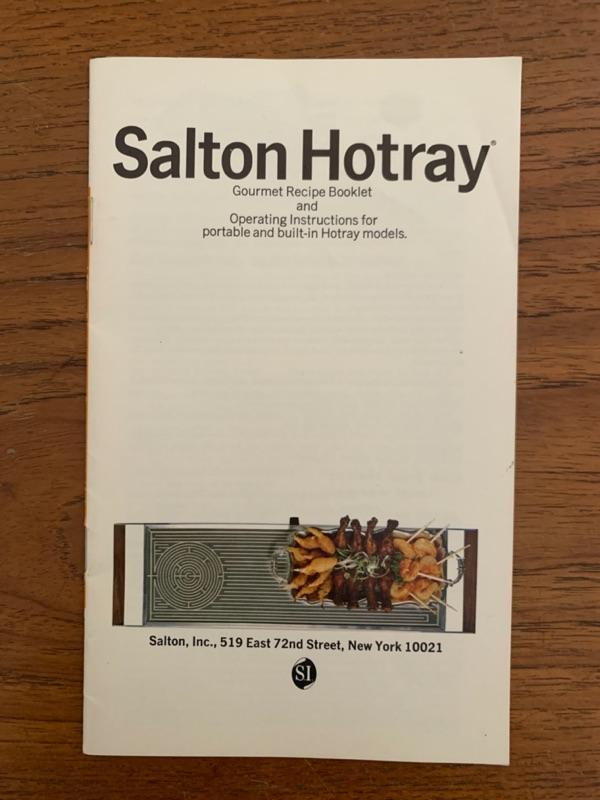 Salton Hotray®
Gourmet Recipe Booklet
and
Operating Instructions for
portable and built-in Hotray models.
Salton, Inc., 519 East 72nd Street, New York 10021
SI